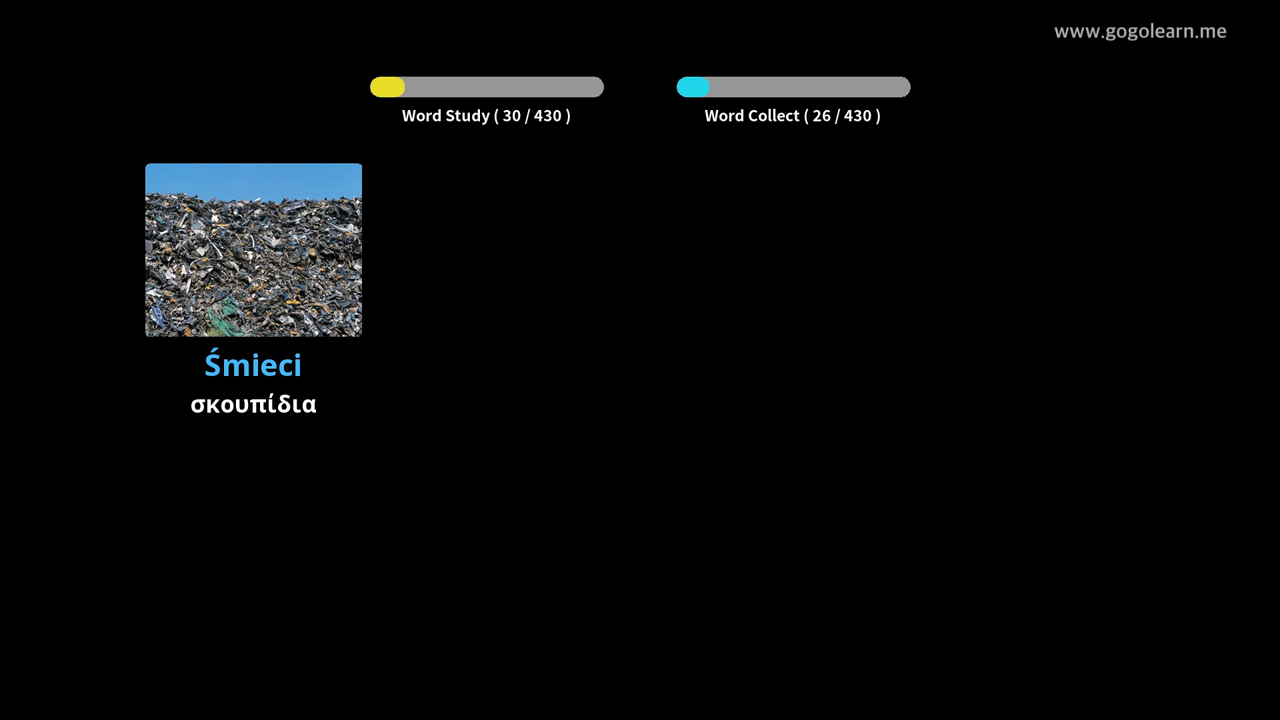 www.gogolearn.me
Word Study ( 30 / 430 )
Word Collect ( 26 / 430 )
Śmieci
σκουπίδια